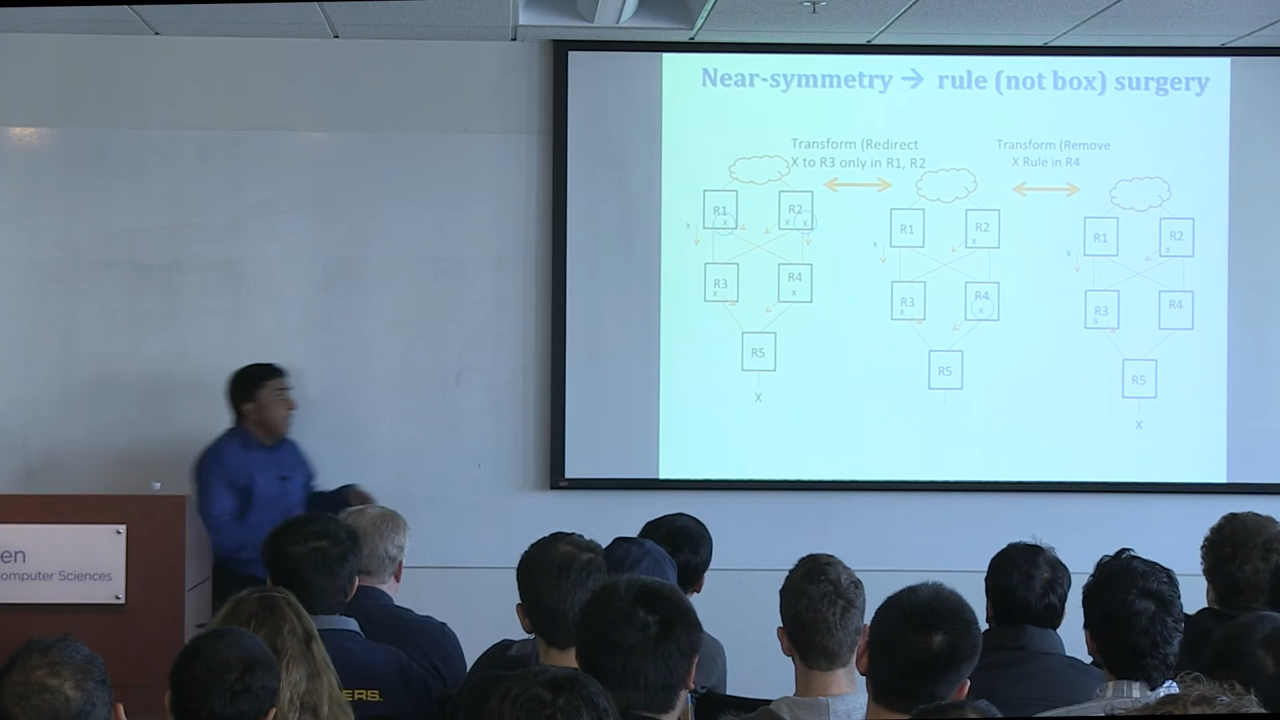 Near-symmetry → rule (not box) surgery
Transform (Redirect
X to R3 only in R1, R2
Transform (Remove
X Rule in R4
R1
x
R2
x x
x
R3
x
R4
x
R5
X
R1
R2
x
x
R3
x
R4
x
R5
R1
R2
x
x
R3
x
R4
R5
X
en
omputer Sciences
ERS.